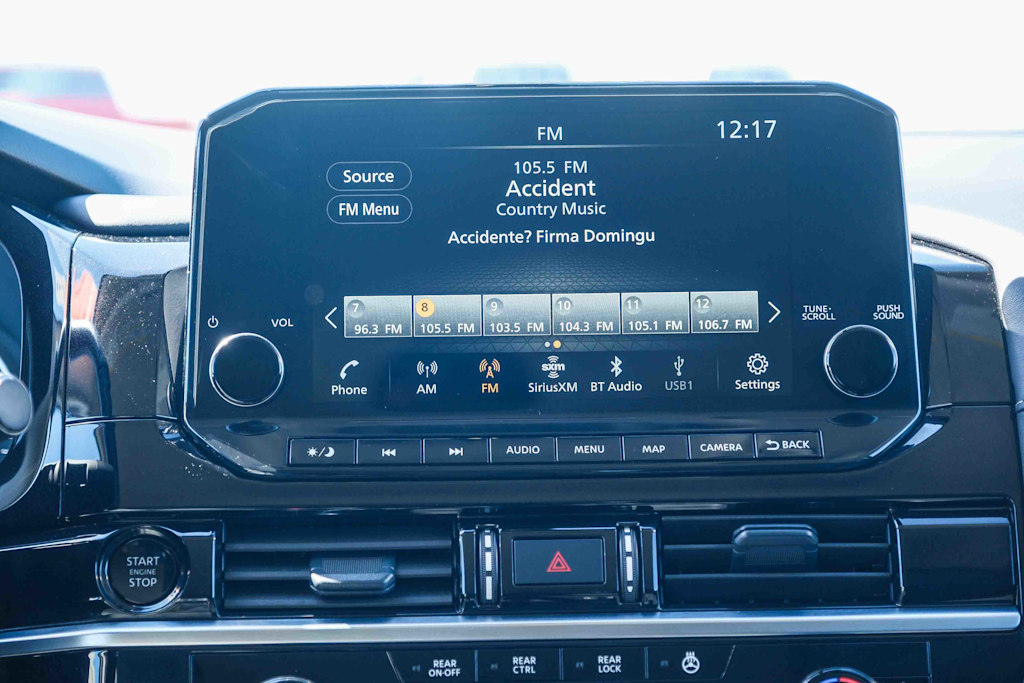 FM
12:17
Source
FM Menu
105.5 FM
Accident
Country Music
Accidente? Firma Domingu
7 96.3 FM
8 105.5 FM
9 103.5 FM
10 104.3 FM
11 105.1 FM
12 106.7 FM
VOL
TUNE·
SCROLL
PUSH
SOUND
Phone
AM
FM
sxm
SiriusXM
BT Audio
USB1
Settings
AUDIO
MENU
MAP
CAMERA
BACK
START
ENGINE
STOP
REAR
ON·OFF
REAR
CTRL
REAR
LOCK